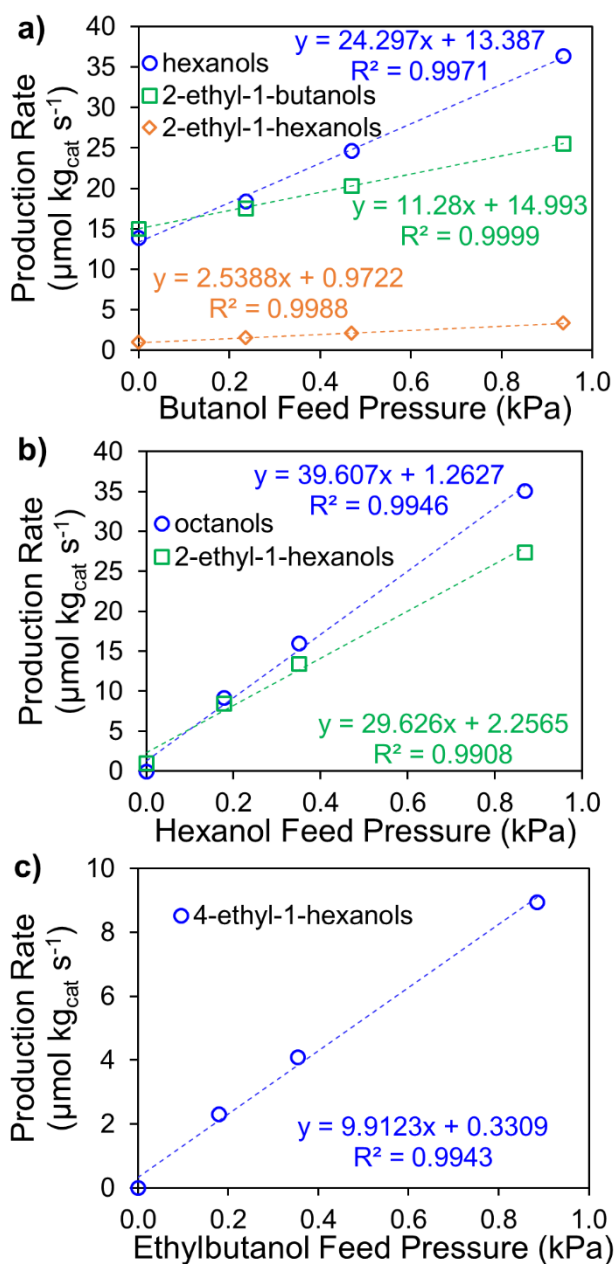 a)
y = 24.297x + 13.387
R² = 0.9971
hexanols
2-ethyl-1-butanols
2-ethyl-1-hexanols
y = 11.28x + 14.993
R² = 0.9999
y = 2.5388x + 0.9722
R² = 0.9988
40
35
30
25
20
15
10
5
0
Production Rate
(µmol kgcat s-1)
0.0 0.2 0.4 0.6 0.8 1.0
Butanol Feed Pressure (kPa)
b)
y = 39.607x + 1.2627
R² = 0.9946
octanols
2-ethyl-1-hexanols
y = 29.626x + 2.2565
R² = 0.9908
40
35
30
25
20
15
10
5
0
Production Rate
(µmol kgcat s-1)
0.0 0.2 0.4 0.6 0.8 1.0
Hexanol Feed Pressure (kPa)
c)
4-ethyl-1-hexanols
y = 9.9123x + 0.3309
R² = 0.9943
10
8
6
4
2
0
Production Rate
(µmol kgcat s-1)
0.0 0.2 0.4 0.6 0.8 1.0
Ethylbutanol Feed Pressure (kPa)